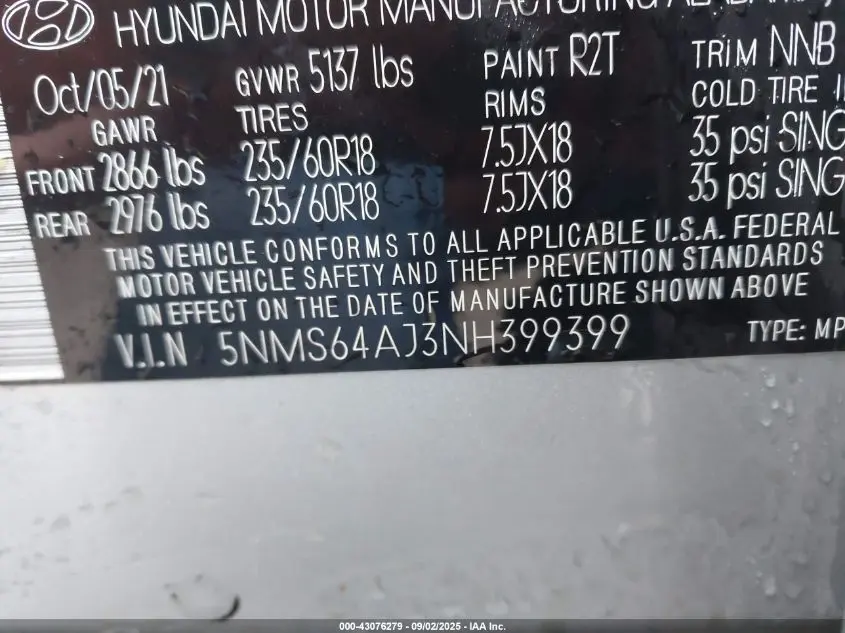 HYUNDAI MOTOR MANUFACTURING
Oct/05/21 GVWR 5137 lbs PAINT R2T TRIM NNB
GAWR TIRES RIMS COLD TIRE
FRONT 2866 lbs 235/60R18 7.5JX18 35 psi SING
REAR 2976 lbs 235/60R18 7.5JX18 35 psi SING
THIS VEHICLE CONFORMS TO ALL APPLICABLE U.S.A. FEDERAL
MOTOR VEHICLE SAFETY AND THEFT PREVENTION STANDARDS
IN EFFECT ON THE DATE OF MANUFACTURE SHOWN ABOVE
V.I.N 5NMS64AJ3NH399399 TYPE: MP
000-43076279 - 09/02/2025 - IAA Inc.